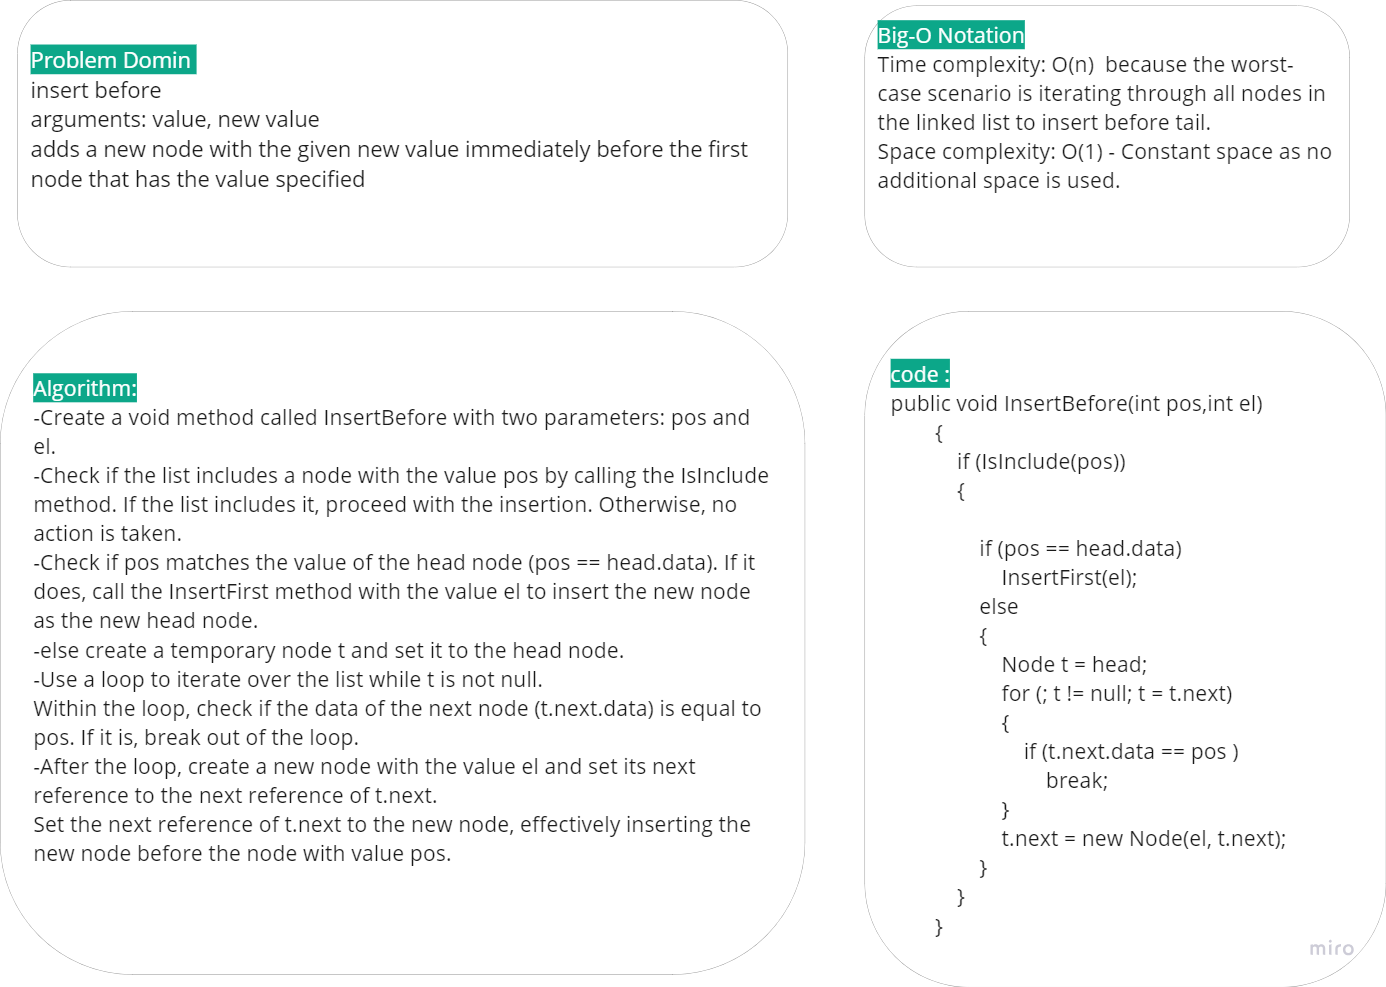 Problem Domin
insert before
arguments: value, new value
adds a new node with the given new value immediately before the first
node that has the value specified
Big-O Notation
Time complexity: O(n)  because the worst-
case scenario is iterating through all nodes in
the linked list to insert before tail.
Space complexity: O(1) - Constant space as no
additional space is used.
Algorithm:
-Create a void method called InsertBefore with two parameters: pos and
el.
-Check if the list includes a node with the value pos by calling the IsInclude
method. If the list includes it, proceed with the insertion. Otherwise, no
action is taken.
-Check if pos matches the value of the head node (pos == head.data). If it
does, call the InsertFirst method with the value el to insert the new node
as the new head node.
-else create a temporary node t and set it to the head node.
-Use a loop to iterate over the list while t is not null.
Within the loop, check if the data of the next node (t.next.data) is equal to
pos. If it is, break out of the loop.
-After the loop, create a new node with the value el and set its next
reference to the next reference of t.next.
Set the next reference of t.next to the new node, effectively inserting the
new node before the node with value pos.
code :
public void InsertBefore(int pos,int el)
{
if (IsInclude(pos))
{
if (pos == head.data)
InsertFirst(el);
else
{
Node t = head;
for (; t != null; t = t.next)
{
if (t.next.data == pos )
break;
}
t.next = new Node(el, t.next);
}
}
}
miro